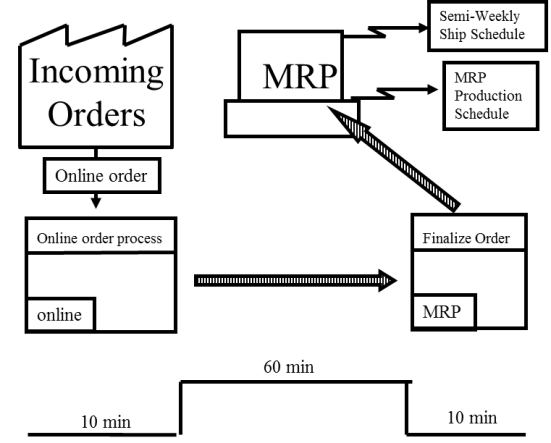 Incoming
Orders
Online order
Online order process
online
MRP
Semi-Weekly
Ship Schedule
MRP
Production
Schedule
Finalize Order
MRP
10 min
60 min
10 min